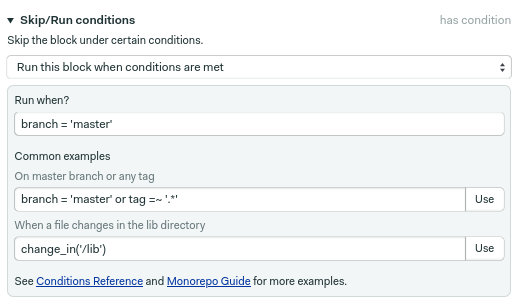 ▼ Skip/Run conditions
has condition
Skip the block under certain conditions.
Run this block when conditions are met
Run when?
branch = 'master'
Common examples
On master branch or any tag
branch = 'master' or tag =~ '.*'
Use
When a file changes in the lib directory
change_in('/lib')
Use
See Conditions Reference and Monorepo Guide for more examples.